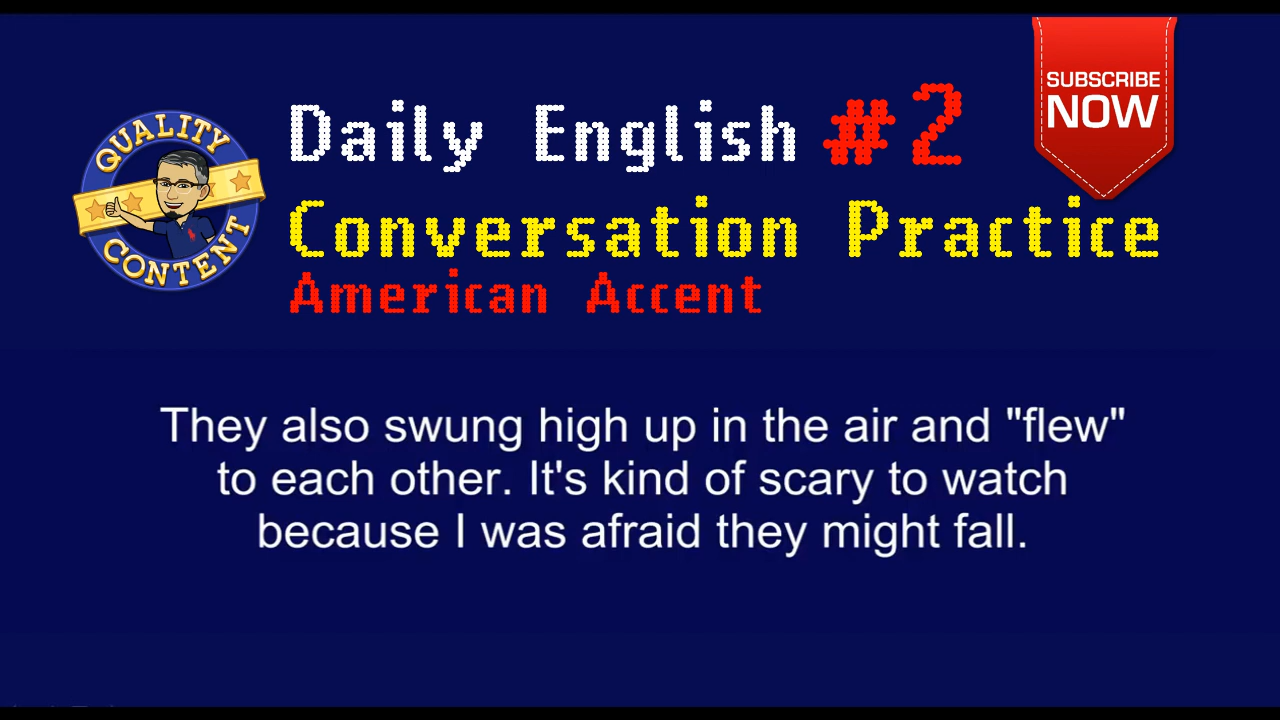 SUBSCRIBE
NOW
QUALITY
CONTENT
Daily English #2
Conversation Practice
American Accent
They also swung high up in the air and "flew"
to each other. It's kind of scary to watch
because I was afraid they might fall.